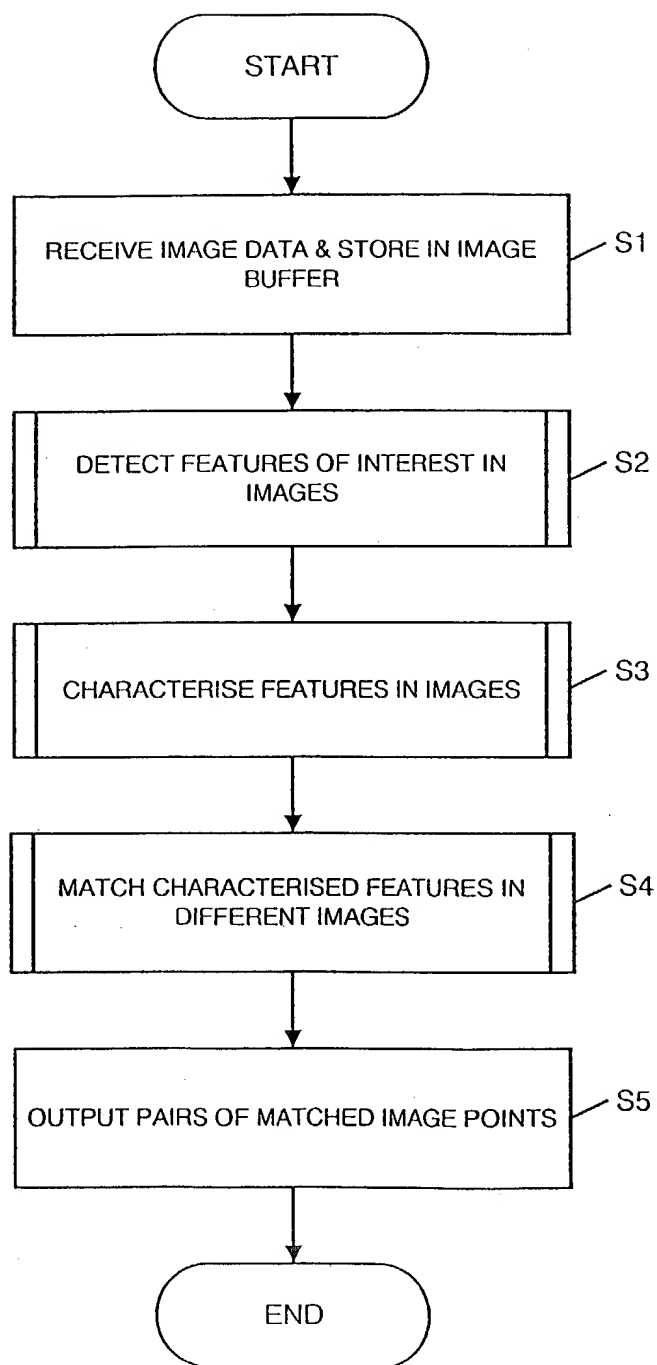 START
RECEIVE IMAGE DATA & STORE IN IMAGE
BUFFER
S1
DETECT FEATURES OF INTEREST IN
IMAGES
S2
CHARACTERISE FEATURES IN IMAGES
S3
MATCH CHARACTERISED FEATURES IN
DIFFERENT IMAGES
S4
OUTPUT PAIRS OF MATCHED IMAGE POINTS
S5
END